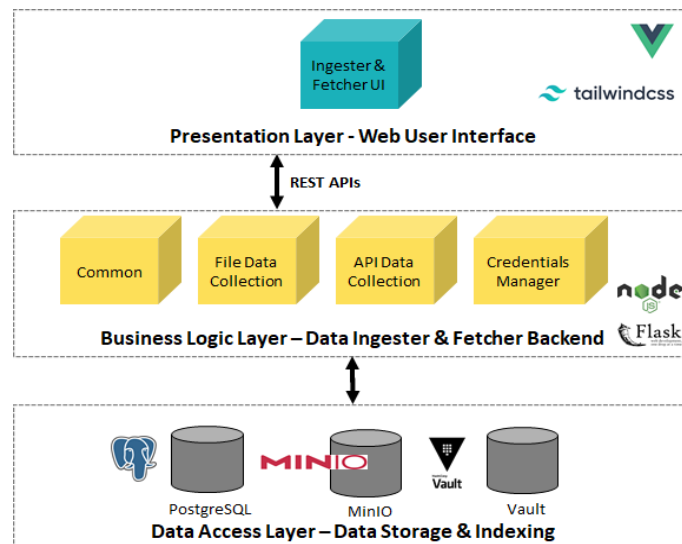 Ingester &
Fetcher UI
tailwindcss
Presentation Layer - Web User Interface
REST APIs
Common
File Data
Collection
API Data
Collection
Credentials
Manager
node
JS
Flask
Business Logic Layer – Data Ingester & Fetcher Backend
MINIO
Vault
PostgreSQL
MinIO
Vault
Data Access Layer – Data Storage & Indexing